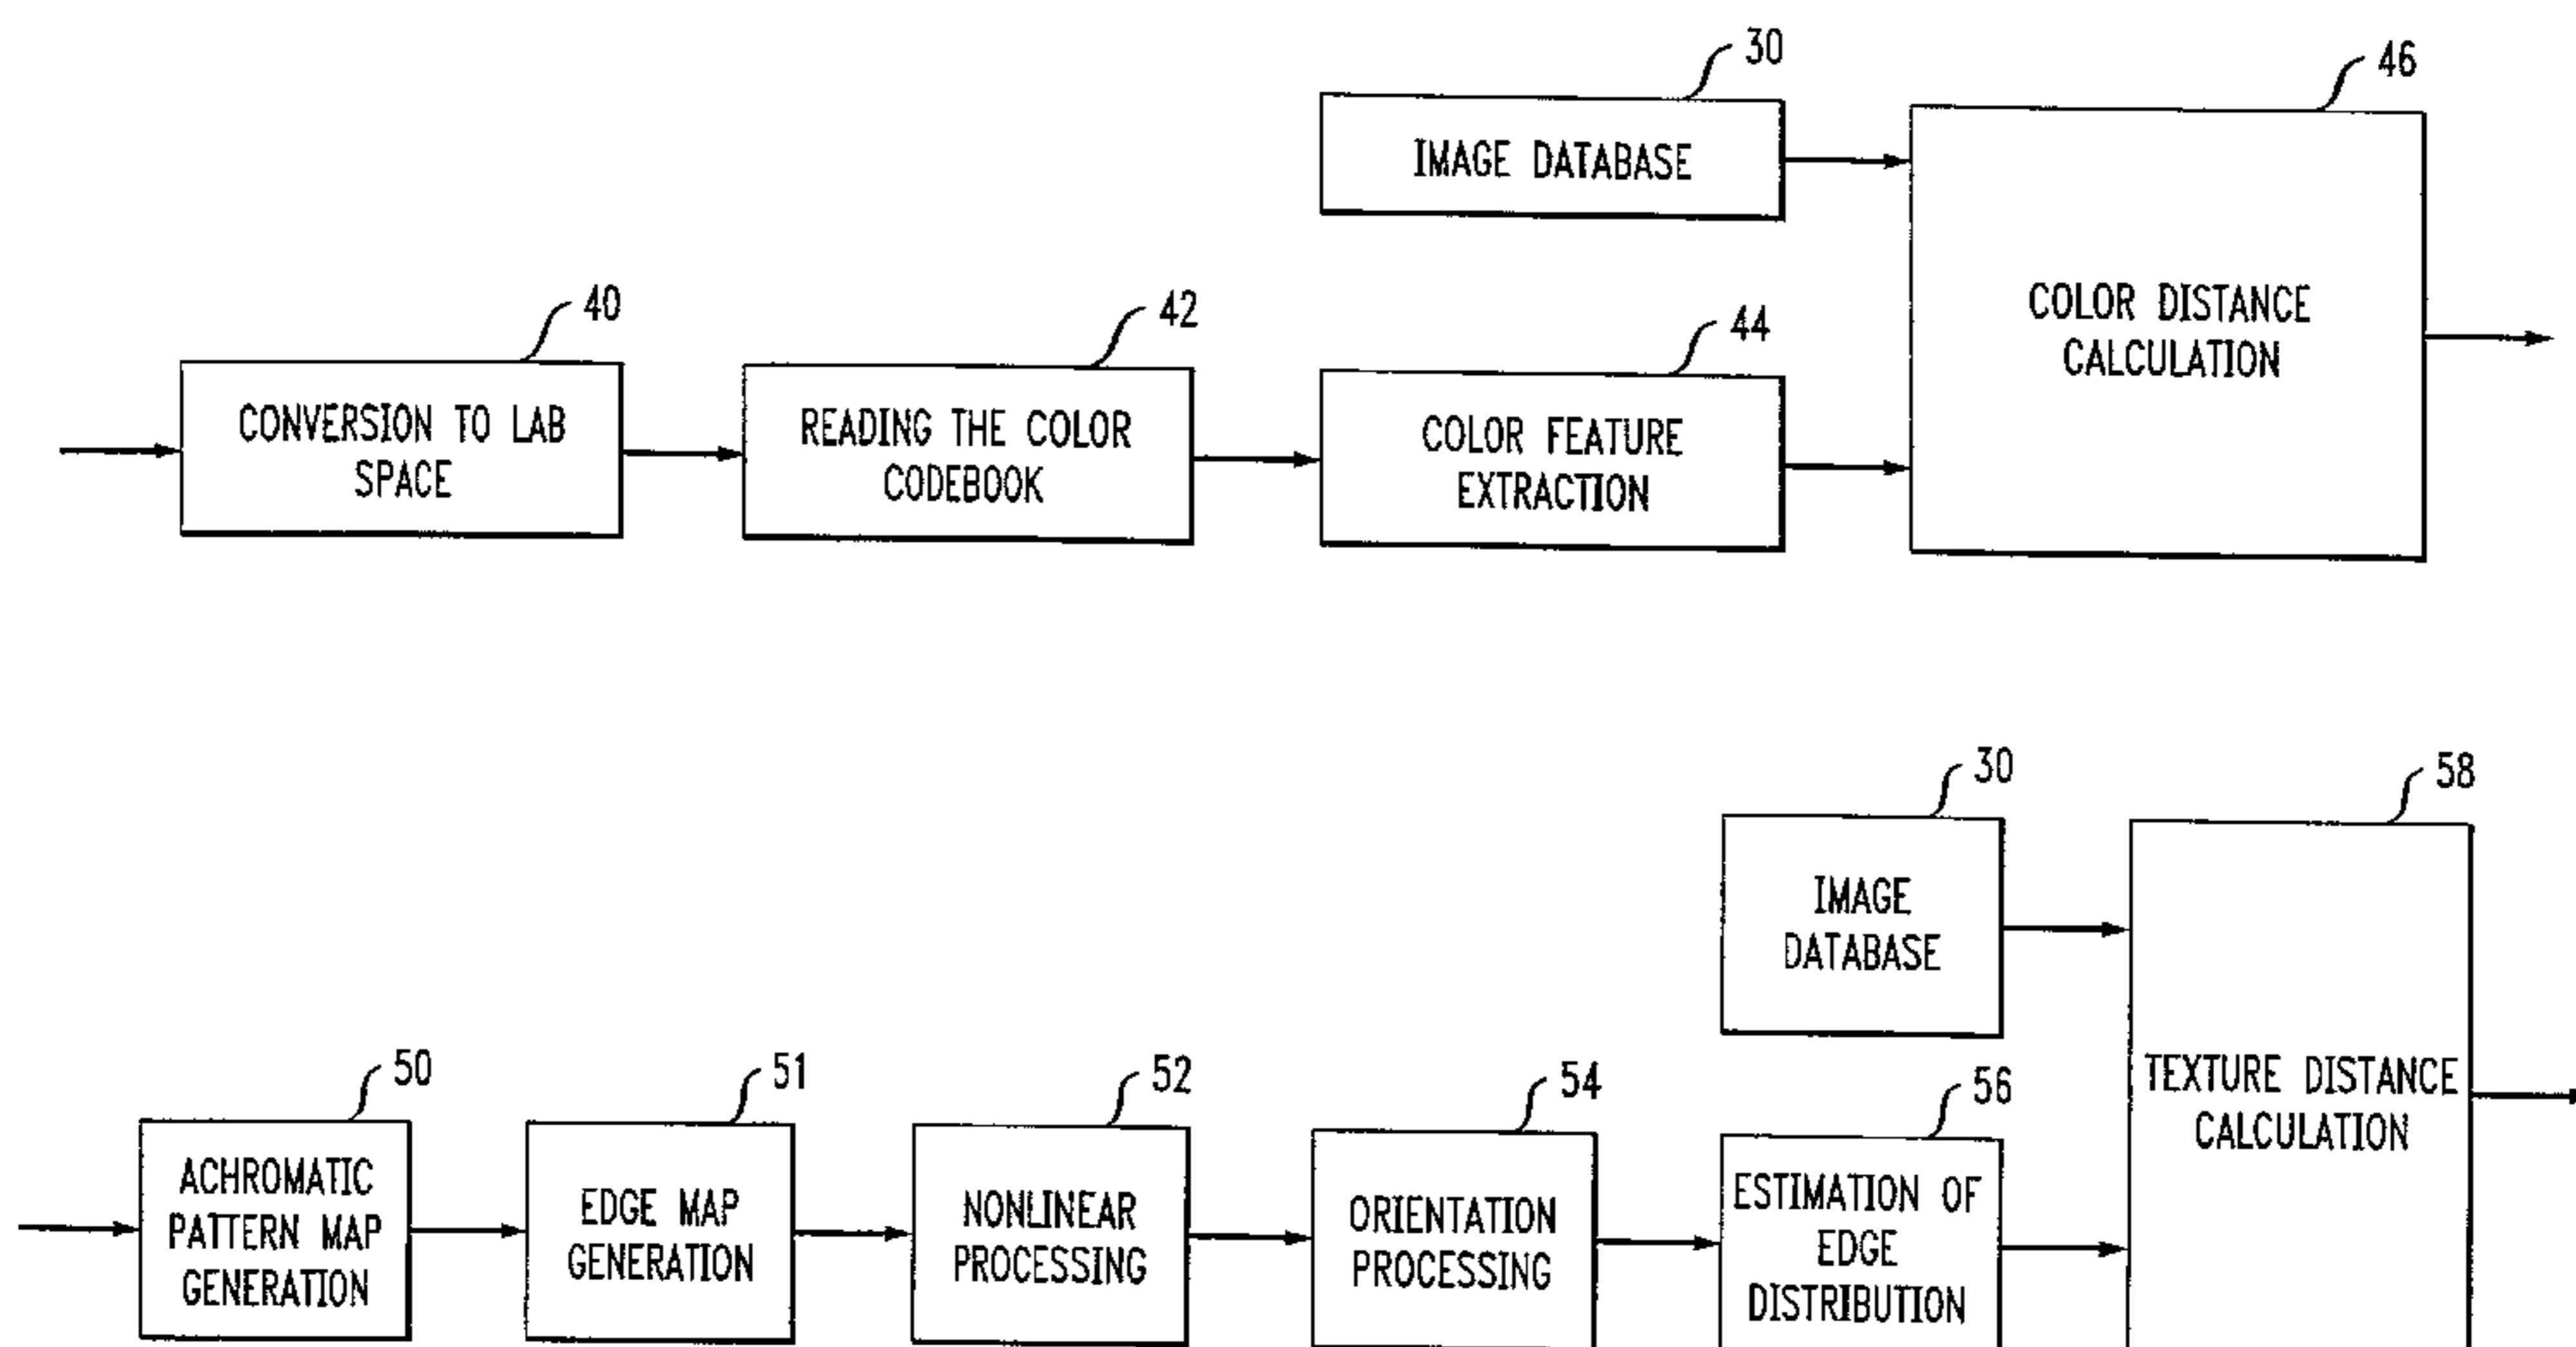 30
46
IMAGE DATABASE
40
42
44
COLOR DISTANCE
CALCULATION
CONVERSION TO LAB
SPACE
READING THE COLOR
CODEBOOK
COLOR FEATURE
EXTRACTION
30
58
IMAGE
DATABASE
50
51
52
54
56
TEXTURE DISTANCE
CALCULATION
ACHROMATIC
PATTERN MAP
GENERATION
EDGE MAP
GENERATION
NONLINEAR
PROCESSING
ORIENTATION
PROCESSING
ESTIMATION OF
EDGE
DISTRIBUTION